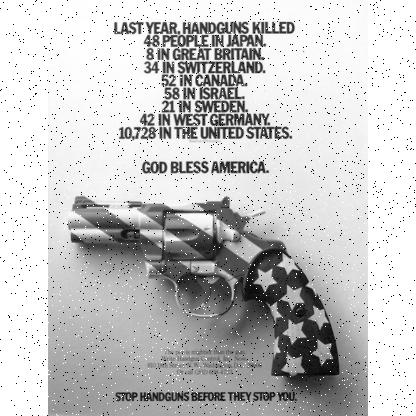 LAST YEAR, HANDGUNS KILLED
48 PEOPLE IN JAPAN.
8 IN GREAT BRITAIN.
34 IN SWITZERLAND.
52 IN CANADA.
58 IN ISRAEL.
21 IN SWEDEN.
42 IN WEST GERMANY.
10,728 IN THE UNITED STATES.
GOD BLESS AMERICA.
STOP HANDGUNS BEFORE THEY STOP YOU.